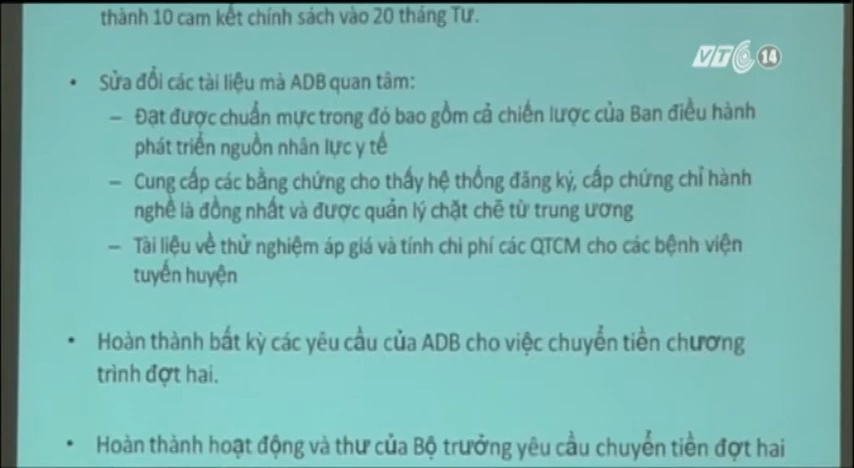 thành 10 cam kết chính sách vào 20 tháng Tư.
VTC 14
• Sửa đổi các tài liệu mà ADB quan tâm:
– Đạt được chuẩn mực trong đó bao gồm cả chiến lược của Ban điều hành
phát triển nguồn nhân lực y tế
– Cung cấp các bằng chứng cho thấy hệ thống đăng ký, cấp chứng chỉ hành
nghề là đồng nhất và được quản lý chặt chẽ từ trung ương
– Tài liệu về thử nghiệm áp giá và tính chi phí các QTCM cho các bệnh viện
tuyến huyện
• Hoàn thành bất kỳ các yêu cầu của ADB cho việc chuyển tiền chương
trình đợt hai.
• Hoàn thành hoạt động và thư của Bộ trưởng yêu cầu chuyển tiền đợt hai